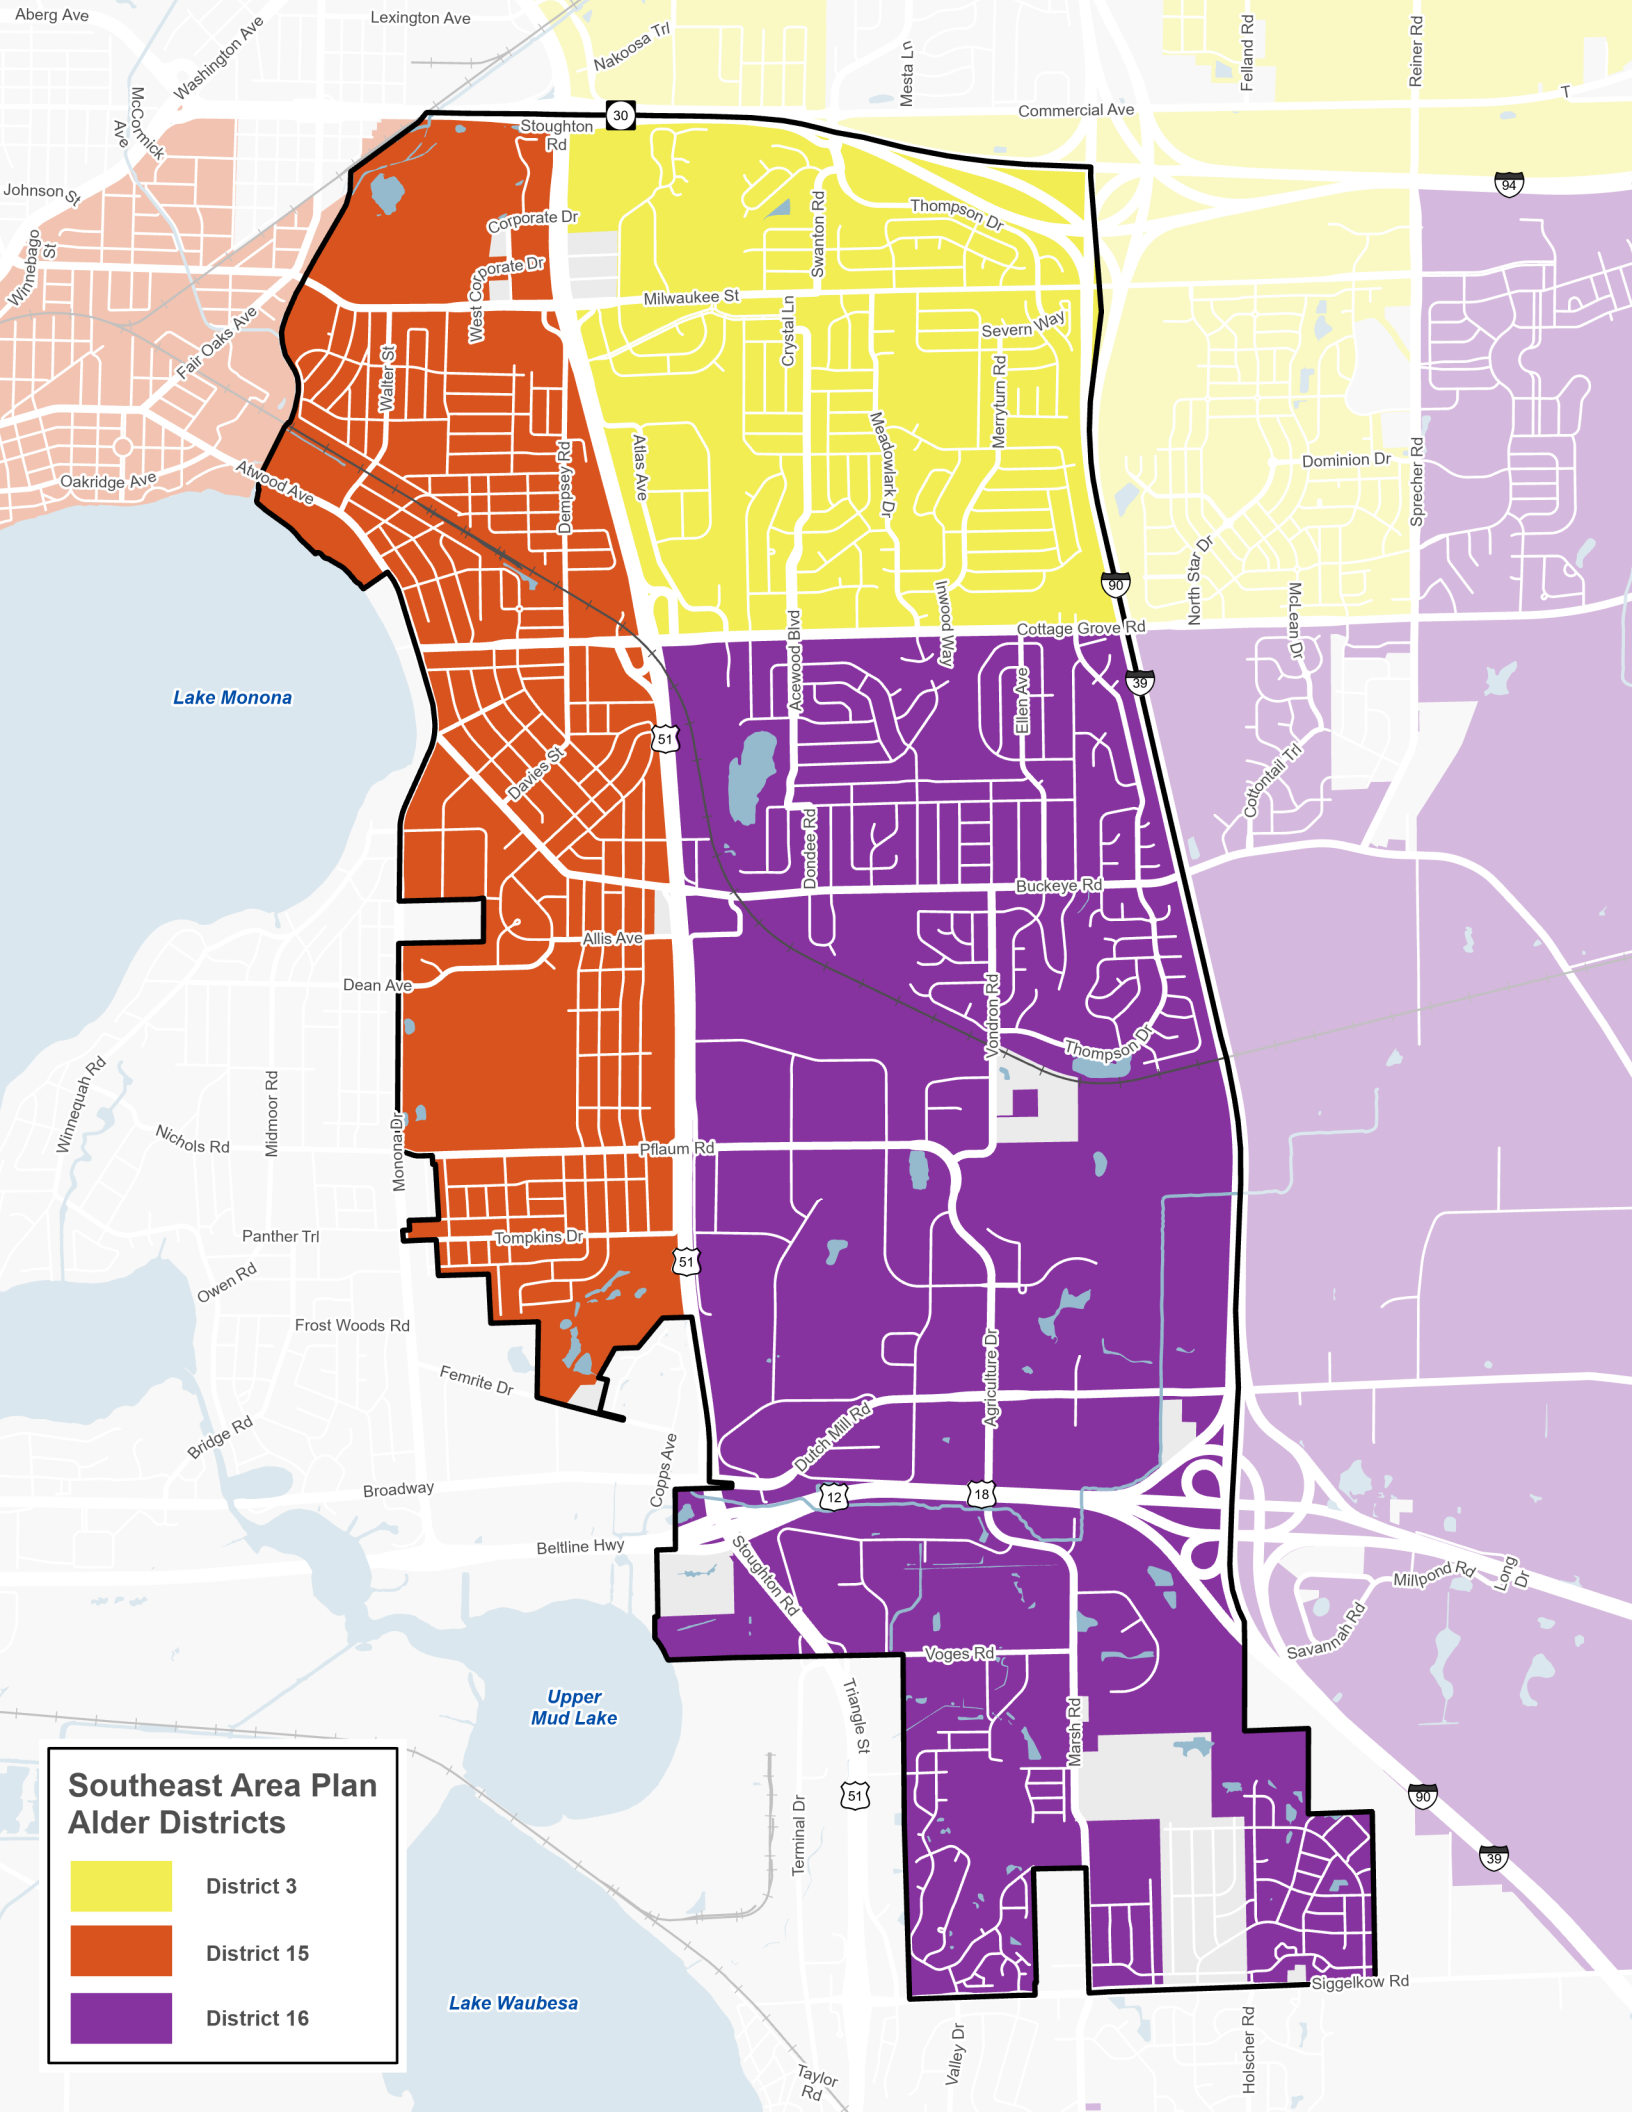 Aberg Ave
Lexington Ave
Washington Ave
Nakoosa Trl
Mesta Ln
Felland Rd
Reiner Rd
T
McCormick
Ave
Commercial Ave
30
Stoughton
Rd
94
Johnson St
Corporate Dr
Swanton Rd
Thompson Dr
Winnebago
St
West Corporate Dr
Milwaukee St
Crystal Ln
Severn Way
Fair Oaks Ave
Walter St
Merryturn Rd
Meadowlark Dr
Atlas Ave
Dempsey Rd
Dominion Dr
Sprecher Rd
Oakridge Ave
Atwood Ave
North Star Dr
90
Inwood Way
McLean Dr
Cottage Grove Rd
Acewood Blvd
39
Ellen Ave
Lake Monona
51
Davies St
Cottontail Trl
Dondee Rd
Buckeye Rd
Allis Ave
Dean Ave
Vondron Rd
Thompson Dr
Winnequah Rd
Midmoor Rd
Monona Dr
Nichols Rd
Pflaum Rd
Panther Trl
Tompkins Dr
51
Owen Rd
Frost Woods Rd
Femrite Dr
Agriculture Dr
Dutch Mill Rd
Bridge Rd
Copps Ave
Broadway
12
18
Beltline Hwy
Stoughton Rd
Millpond Rd
Long
Dr
Savannah Rd
Voges Rd
Upper
Mud Lake
Triangle St
Marsh Rd
51
90
Terminal Dr
39
Southeast Area Plan
Alder Districts
District 3
District 15
District 16
Siggelkow Rd
Lake Waubesa
Valley Dr
Holscher Rd
Taylor
Rd